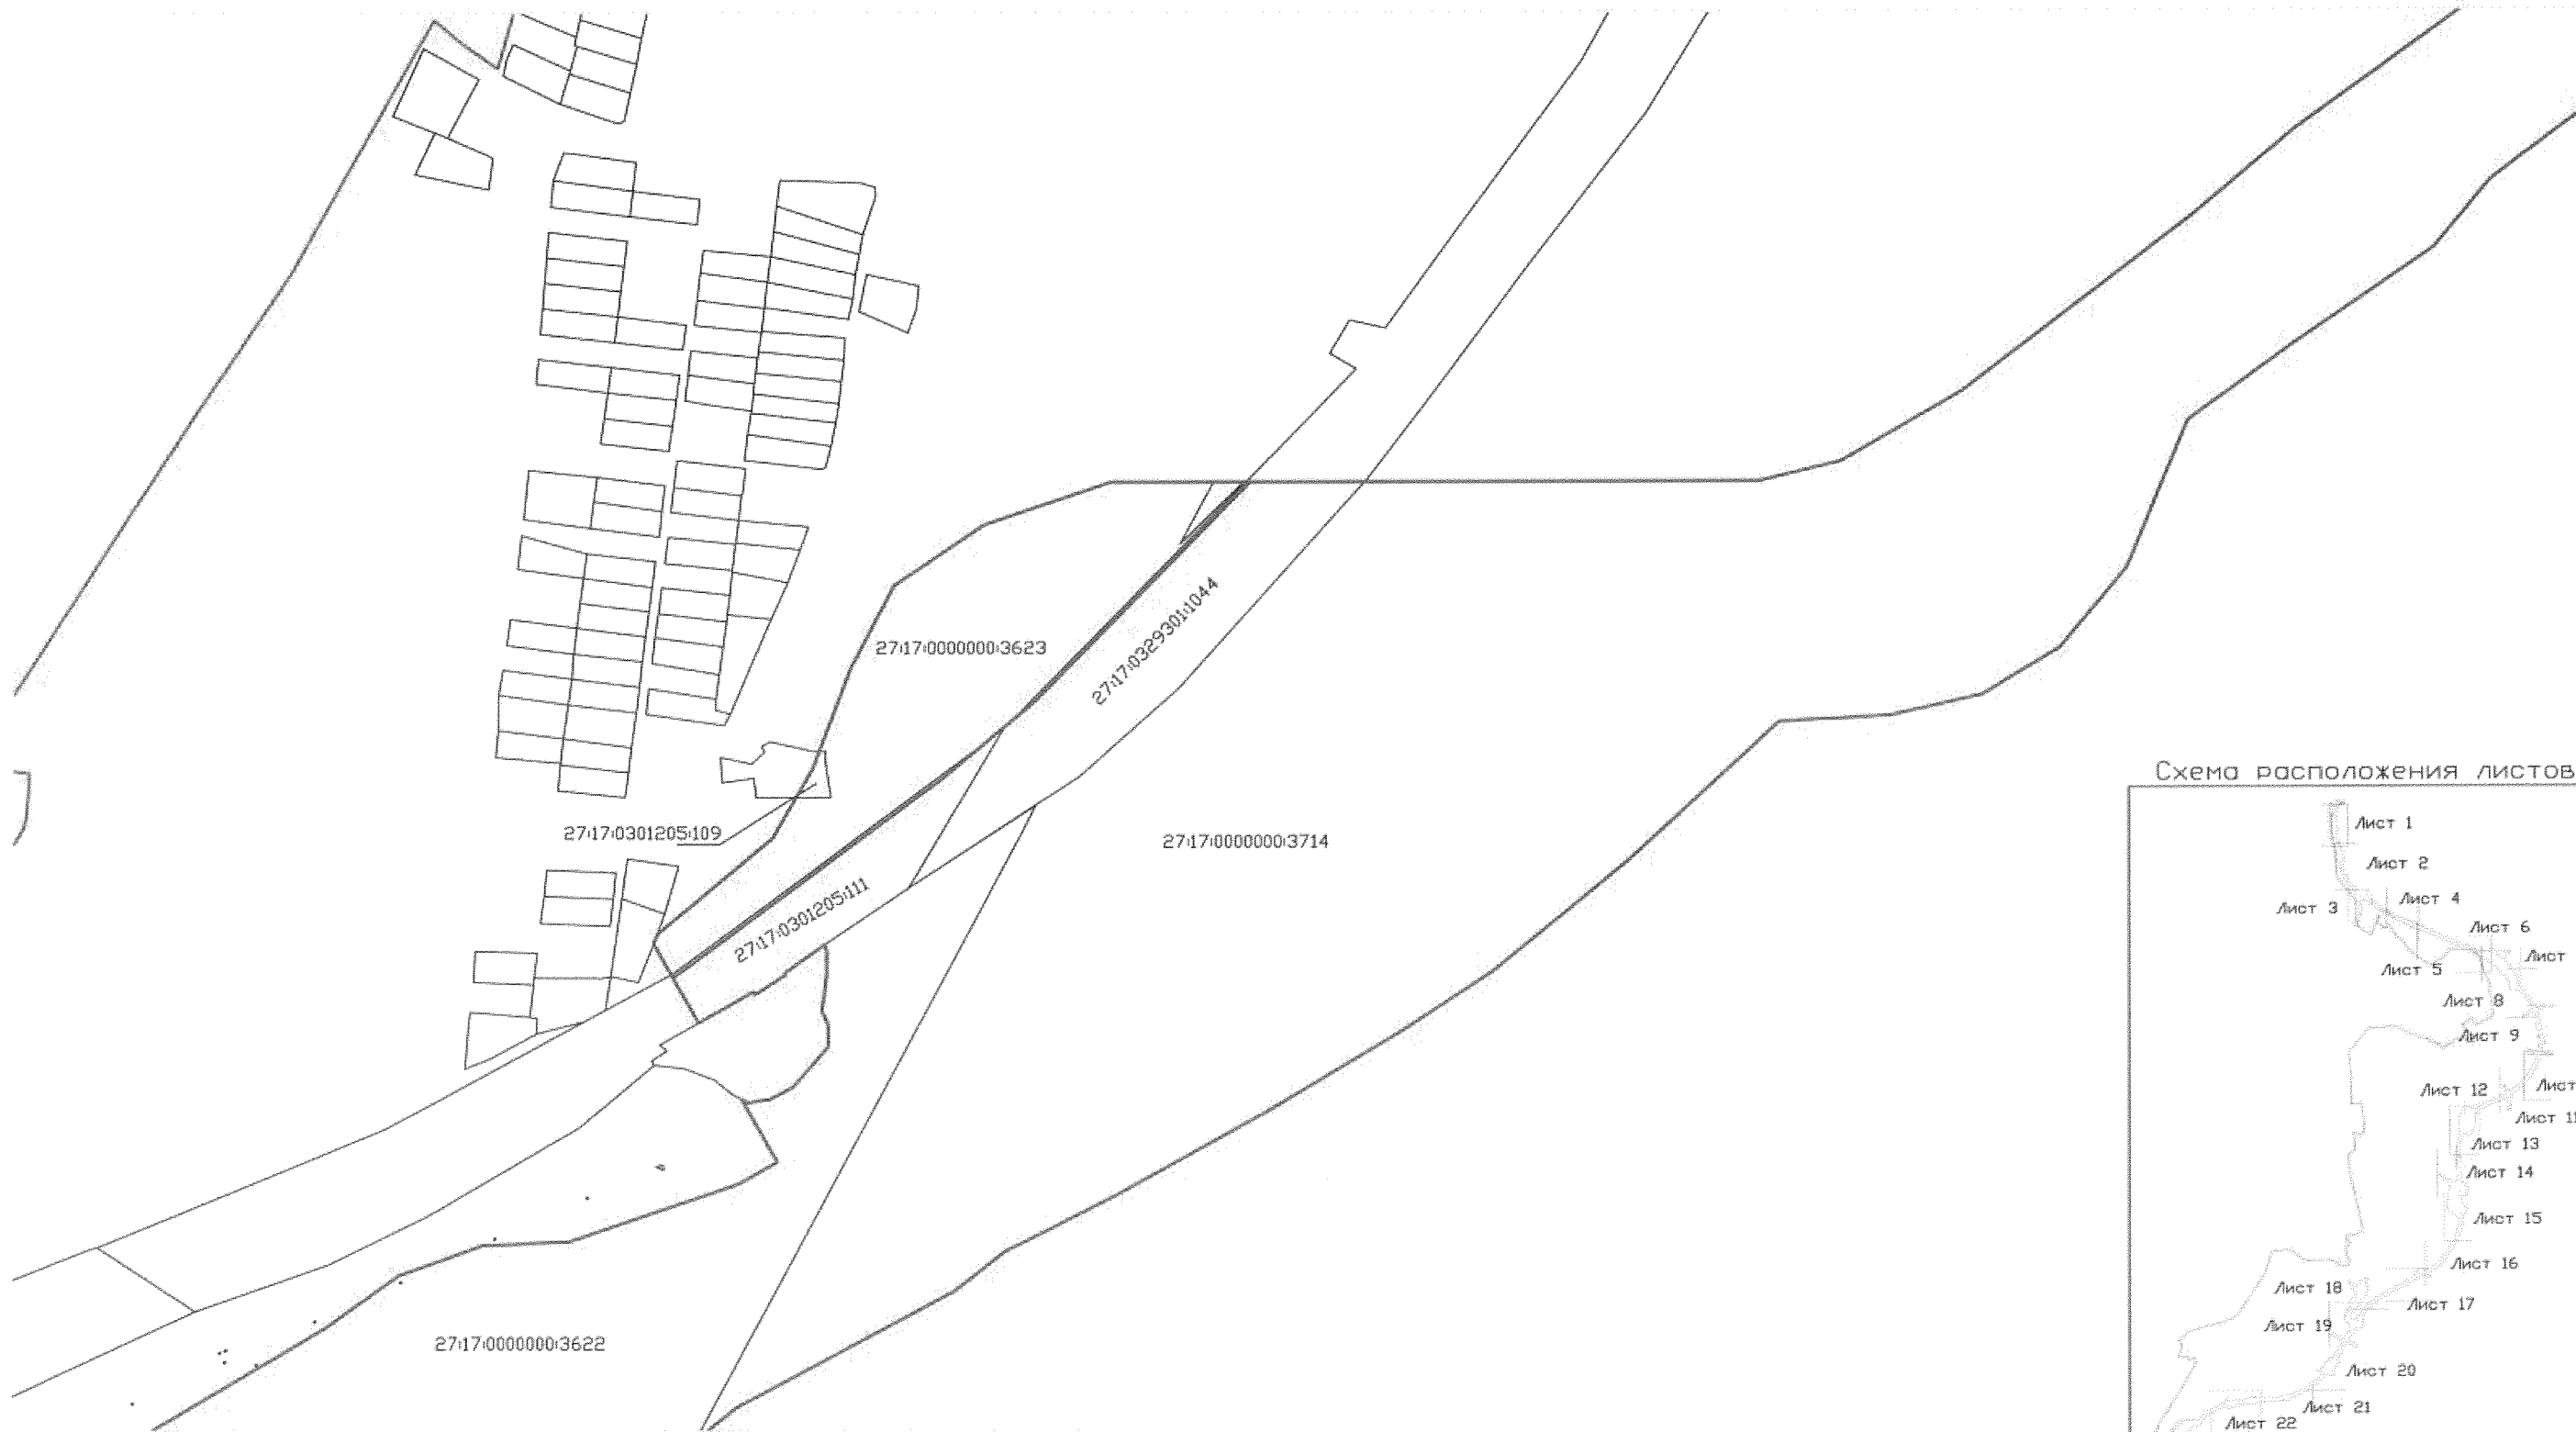 27:17:0000000:3623
27:17:0329301:1044
27:17:0301205:109
27:17:0000000:3714
27:17:0301205:111
27:17:0000000:3622
Схема расположения листов
Лист 1
Лист 2
Лист 3
Лист 4
Лист 6
Лист 5
Лист
Лист 8
Лист 9
Лист 12
Лист
Лист 11
Лист 13
Лист 14
Лист 15
Лист 16
Лист 18
Лист 17
Лист 19
Лист 20
Лист 21
Лист 22